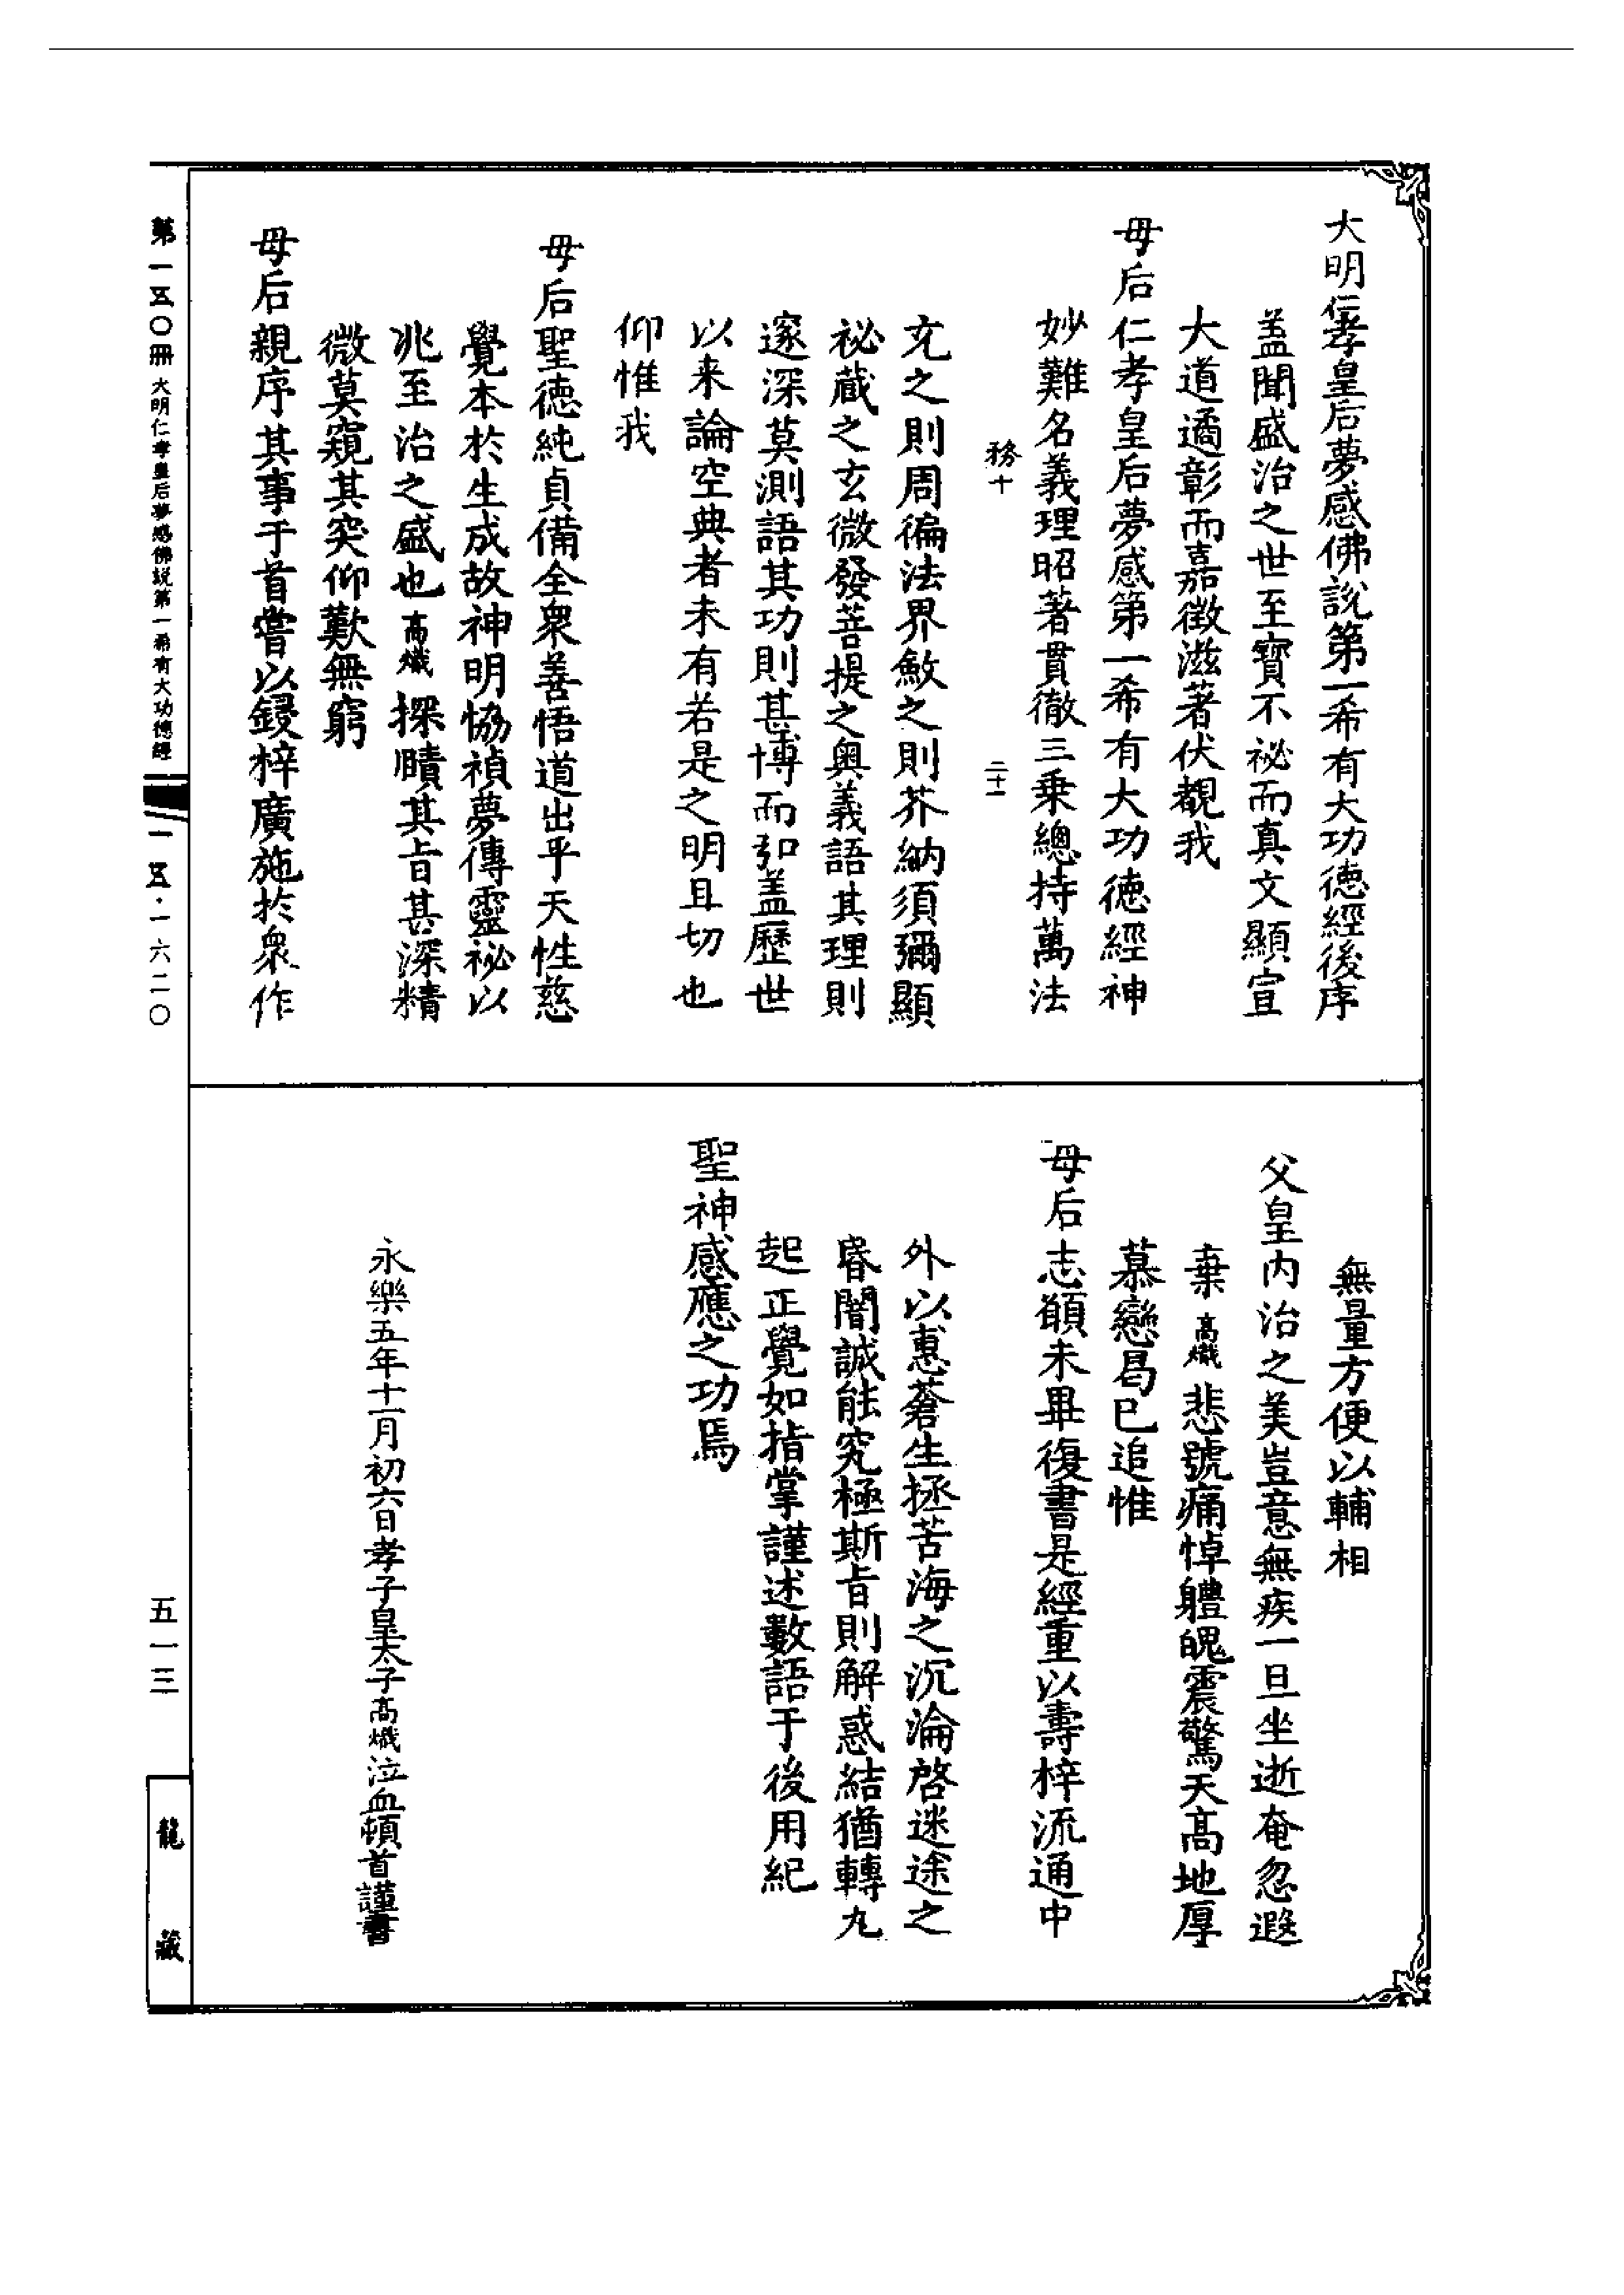 大明仁孝皇后夢感佛說第一希有大功德經後序
盖聞盛治之世至寶不祕而真文顯宣
大道遹彰而嘉徵滋著伏覩我
母后仁孝皇后夢感第一希有大功德經神
妙難名義理昭著貫徹三乗總持萬法
務十 二十一
充之則周徧法界斂之則芥納須彌顯
祕藏之玄微發菩提之奥義語其理則
邃深莫測語其功則甚博而弘盖歷世
以来論空典者未有若是之明且切也
仰惟我
母后聖德純貞備全衆善悟道出乎天性慈
覺本於生成故神明協禎夢傳靈祕以
兆至治之盛也高熾探賾其㫖甚深精
微莫窺其突仰歎無窮
母后親序其事于首嘗以鋟梓廣施於衆作
無量方便以輔相
父皇内治之美豈意無疾一旦坐逝奄忽遐
棄高熾悲號痛悼軆魄震驚天高地厚
慕戀曷已追惟
母后志願未畢復書是經重以壽梓流通中
外以惠蒼生拯苦海之沉淪啓迷途之
昏闇誠能究極斯㫖則解惑結猶轉丸
起正覺如指掌謹述數語于後用紀
聖神感應之功焉
永樂五年十一月初六日孝子皇太子高熾泣血頓首謹書
第一五〇冊 大明仁孝皇后夢感佛説第一希有大功德經
一五·一六二〇
五一三
龍藏